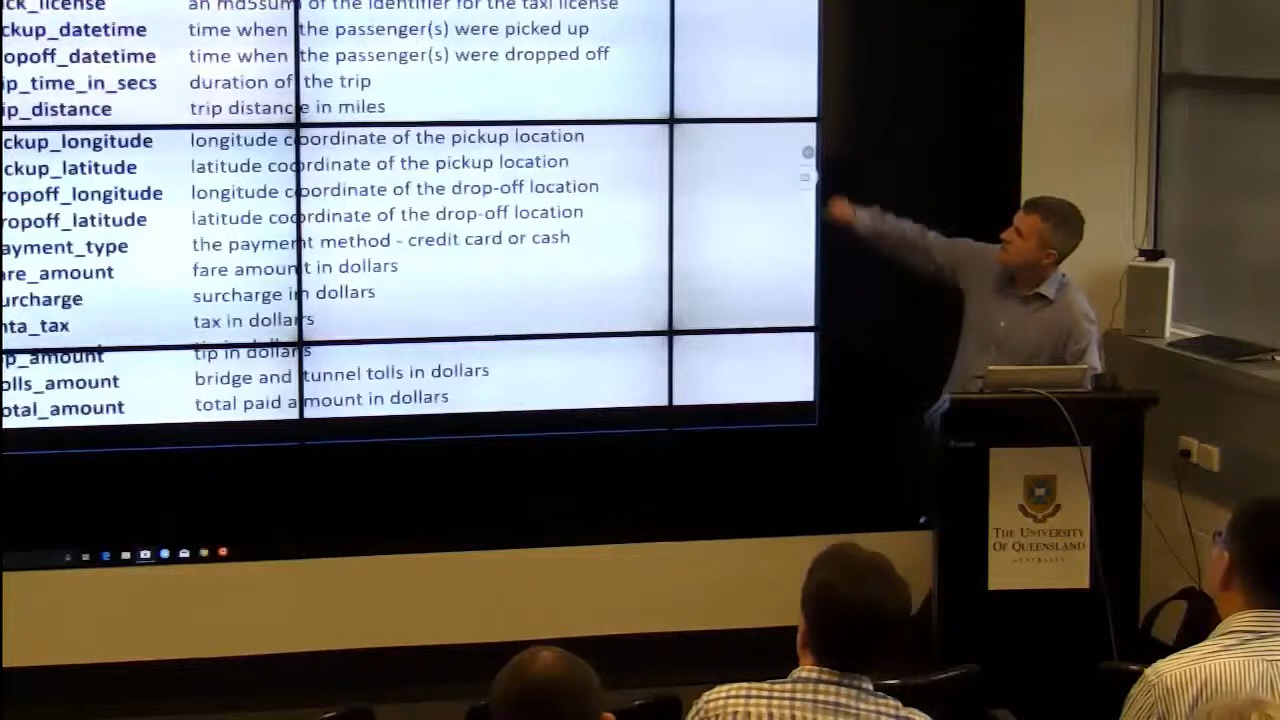 ck_license an md5sum of the identifier for the taxi license
ckup_datetime time when the passenger(s) were picked up
opoff_datetime time when the passenger(s) were dropped off
ip_time_in_secs duration of the trip
ip_distance trip distance in miles
ckup_longitude longitude coordinate of the pickup location
ckup_latitude latitude coordinate of the pickup location
ropoff_longitude longitude coordinate of the drop-off location
ropoff_latitude latitude coordinate of the drop-off location
ayment_type the payment method - credit card or cash
are_amount fare amount in dollars
urcharge surcharge in dollars
nta_tax tax in dollars
p_amount tip in dollars
olls_amount bridge and tunnel tolls in dollars
otal_amount total paid amount in dollars
THE UNIVERSITY
OF QUEENSLAND
AUSTRALIA